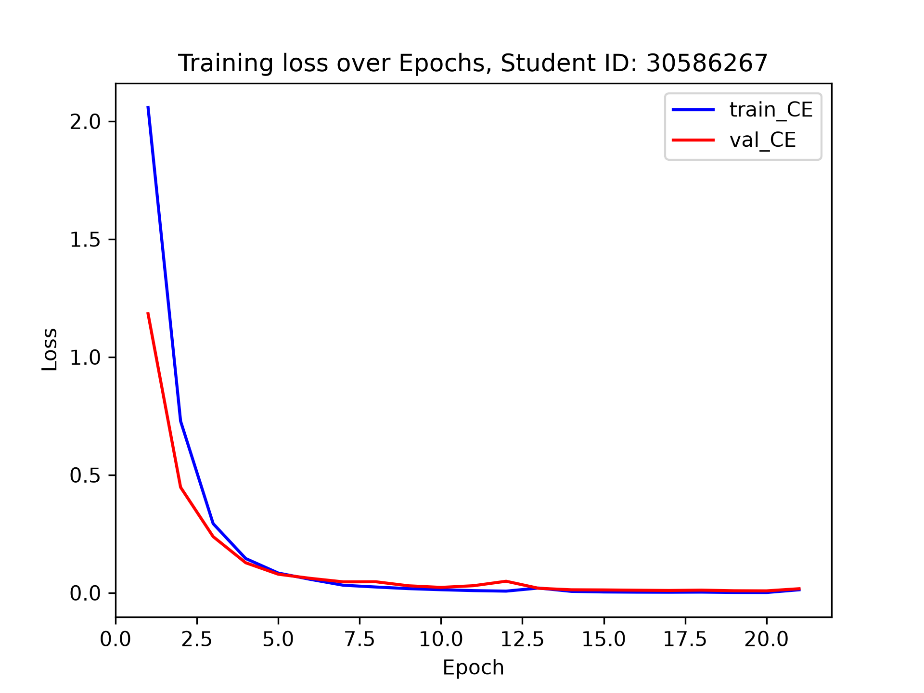 Training loss over Epochs, Student ID: 30586267
train_CE
val_CE
2.0
1.5
1.0
0.5
0.0
Loss
0.0 2.5 5.0 7.5 10.0 12.5 15.0 17.5 20.0
Epoch